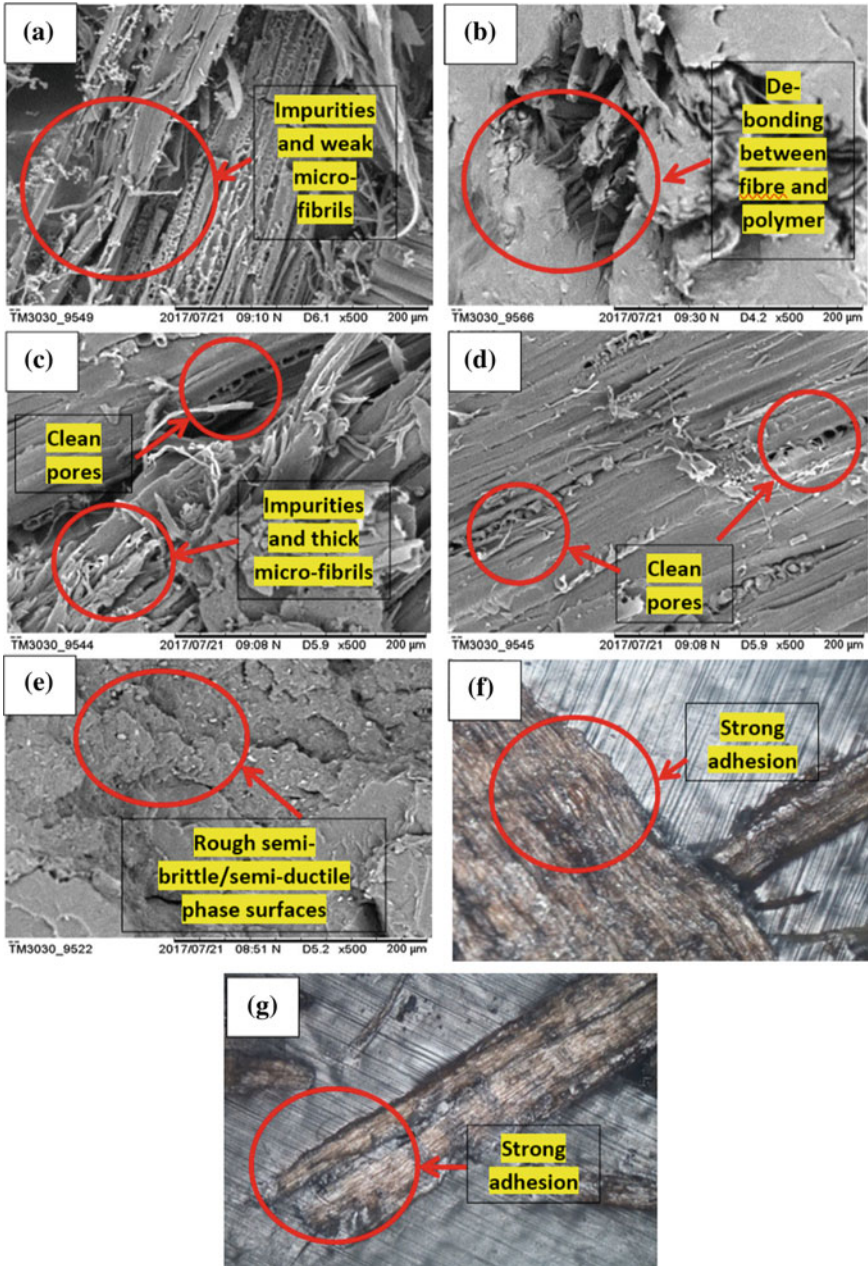 (a)
Impurities
and weak
micro-
fibrils
TM3030_9549 2017/07/21 09:10 N D6.1 x500 200 µm
(b)
De-
bonding
between
fibre and
polymer
TM3030_9566 2017/07/21 09:30 N D4.2 x500 200 µm
(c)
Clean
pores
Impurities
and thick
micro-fibrils
TM3030_9544 2017/07/21 09:08 N D5.9 x500 200 µm
(d)
Clean
pores
TM3030_9545 2017/07/21 09:08 N D5.9 x500 200 µm
(e)
Rough semi-
brittle/semi-ductile
phase surfaces
TM3030_9522 2017/07/21 08:51 N D5.2 x500 200 µm
(f)
Strong
adhesion
(g)
Strong
adhesion